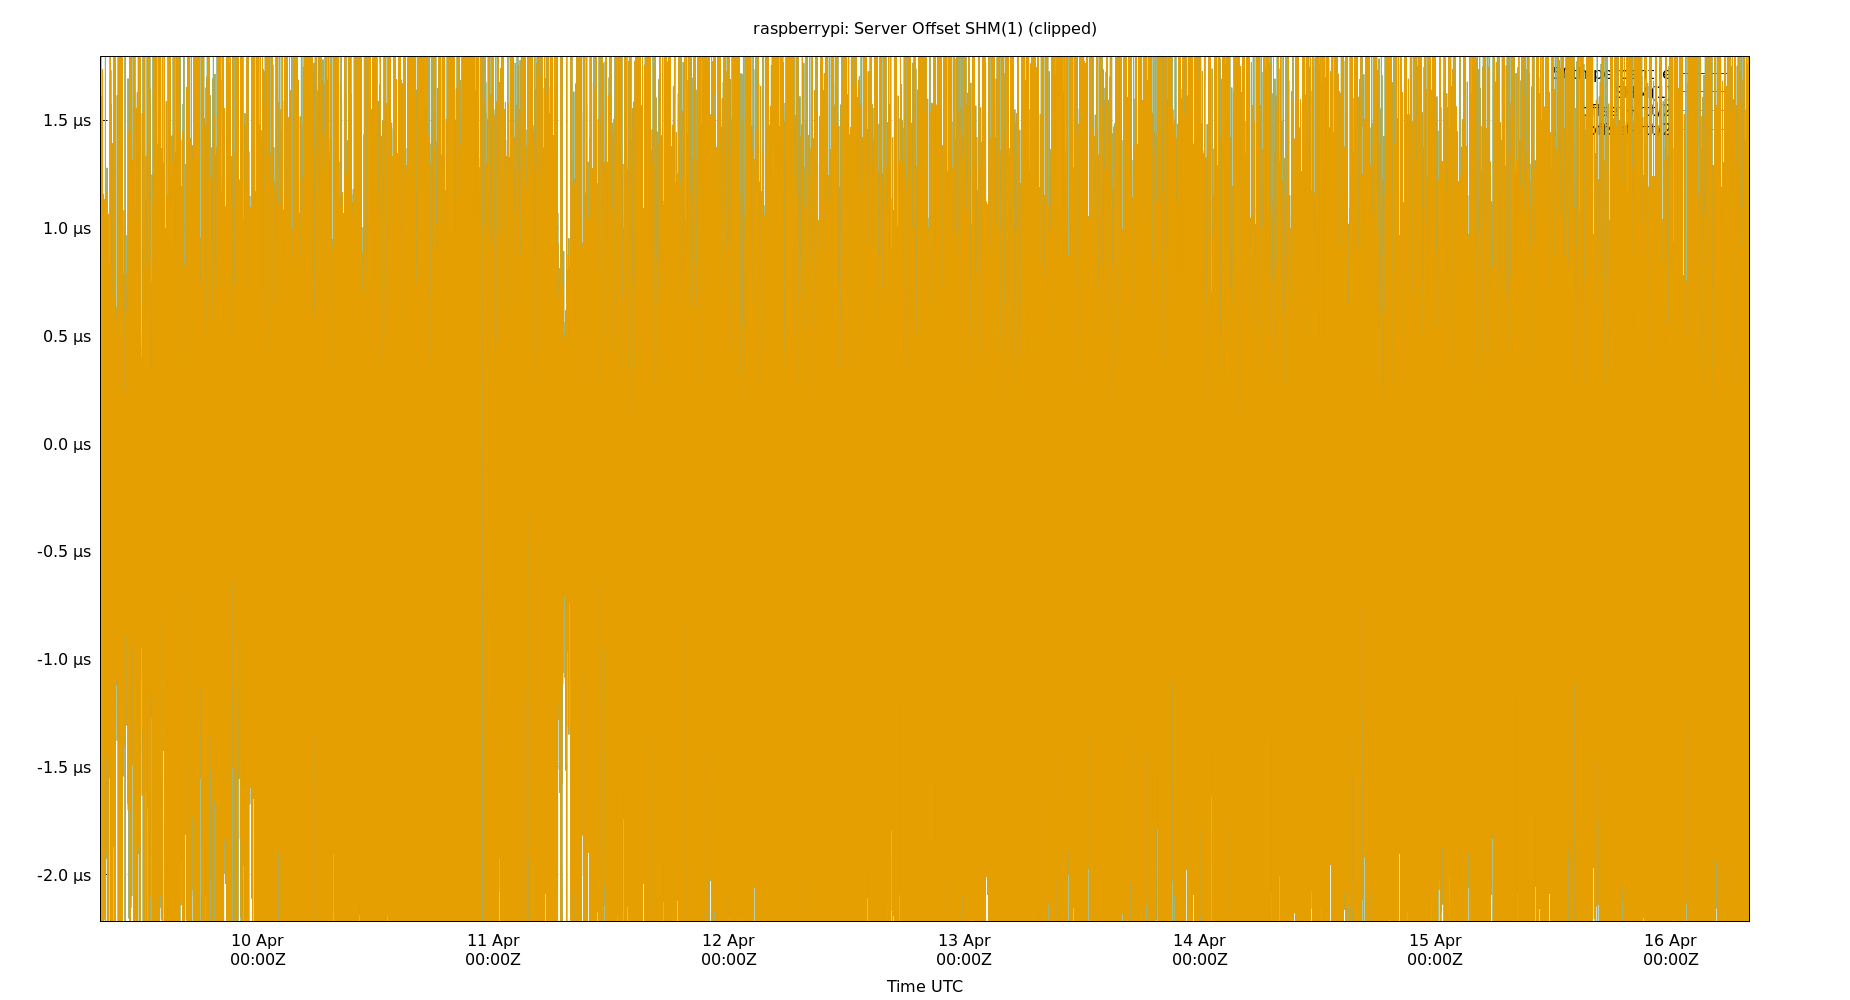 raspberrypi: Server Offset SHM(1) (clipped)
1.5 µs
1.0 µs
0.5 µs
0.0 µs
-0.5 µs
-1.0 µs
-1.5 µs
-2.0 µs
10 Apr 11 Apr 12 Apr 13 Apr 14 Apr 15 Apr 16 Apr
00:00Z 00:00Z 00:00Z 00:00Z 00:00Z 00:00Z 00:00Z
Time UTC